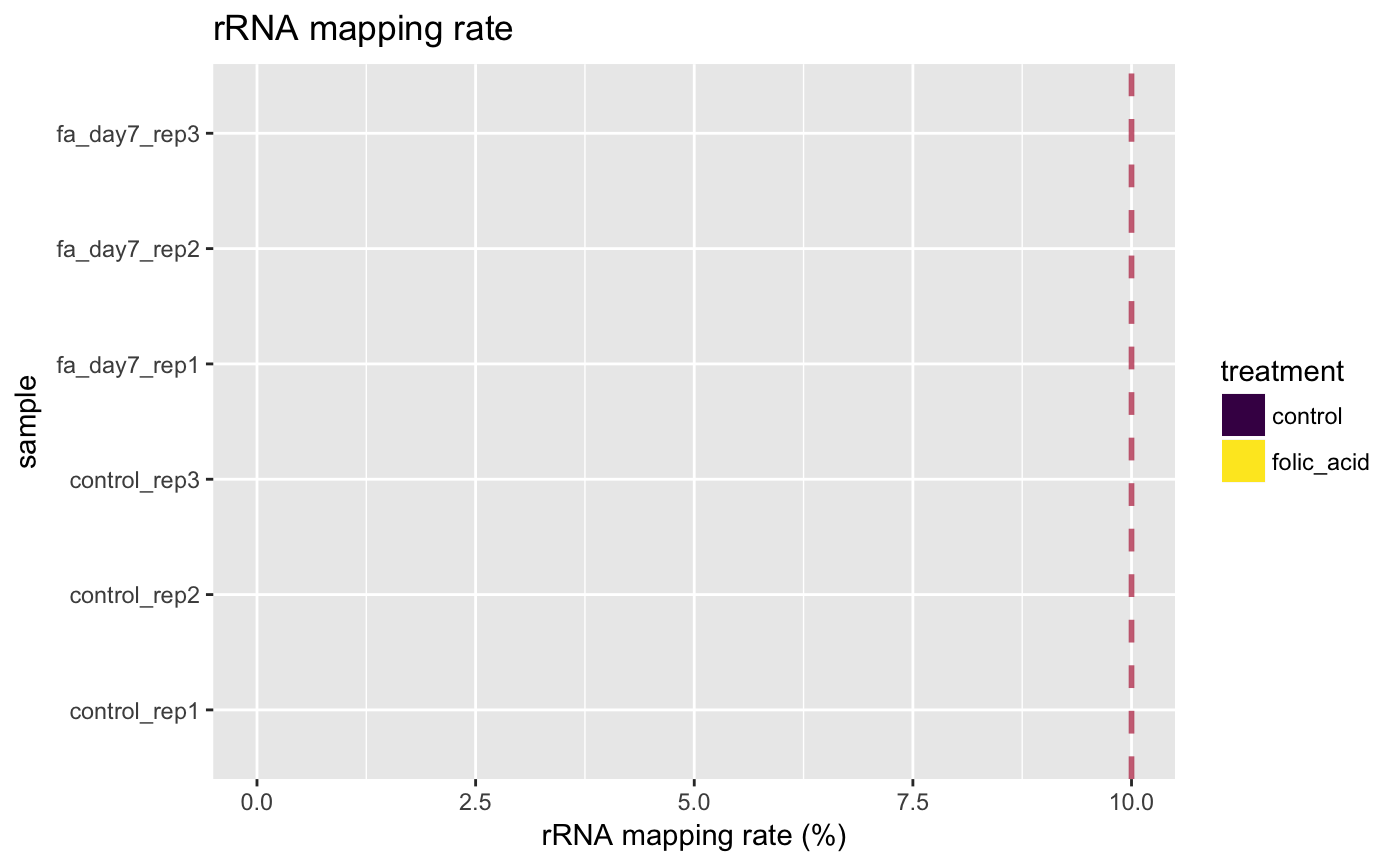 rRNA mapping rate
fa_day7_rep3
fa_day7_rep2
fa_day7_rep1
control_rep3
control_rep2
control_rep1
sample
0.0 2.5 5.0 7.5 10.0
rRNA mapping rate (%)
treatment
control
folic_acid